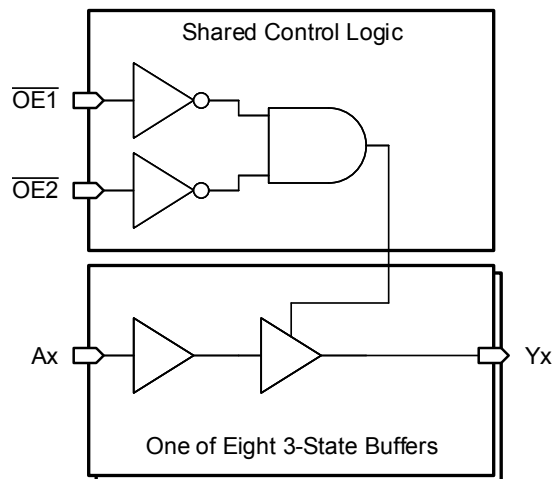 Shared Control Logic
OE1
OE2
Ax
Yx
One of Eight 3-State Buffers